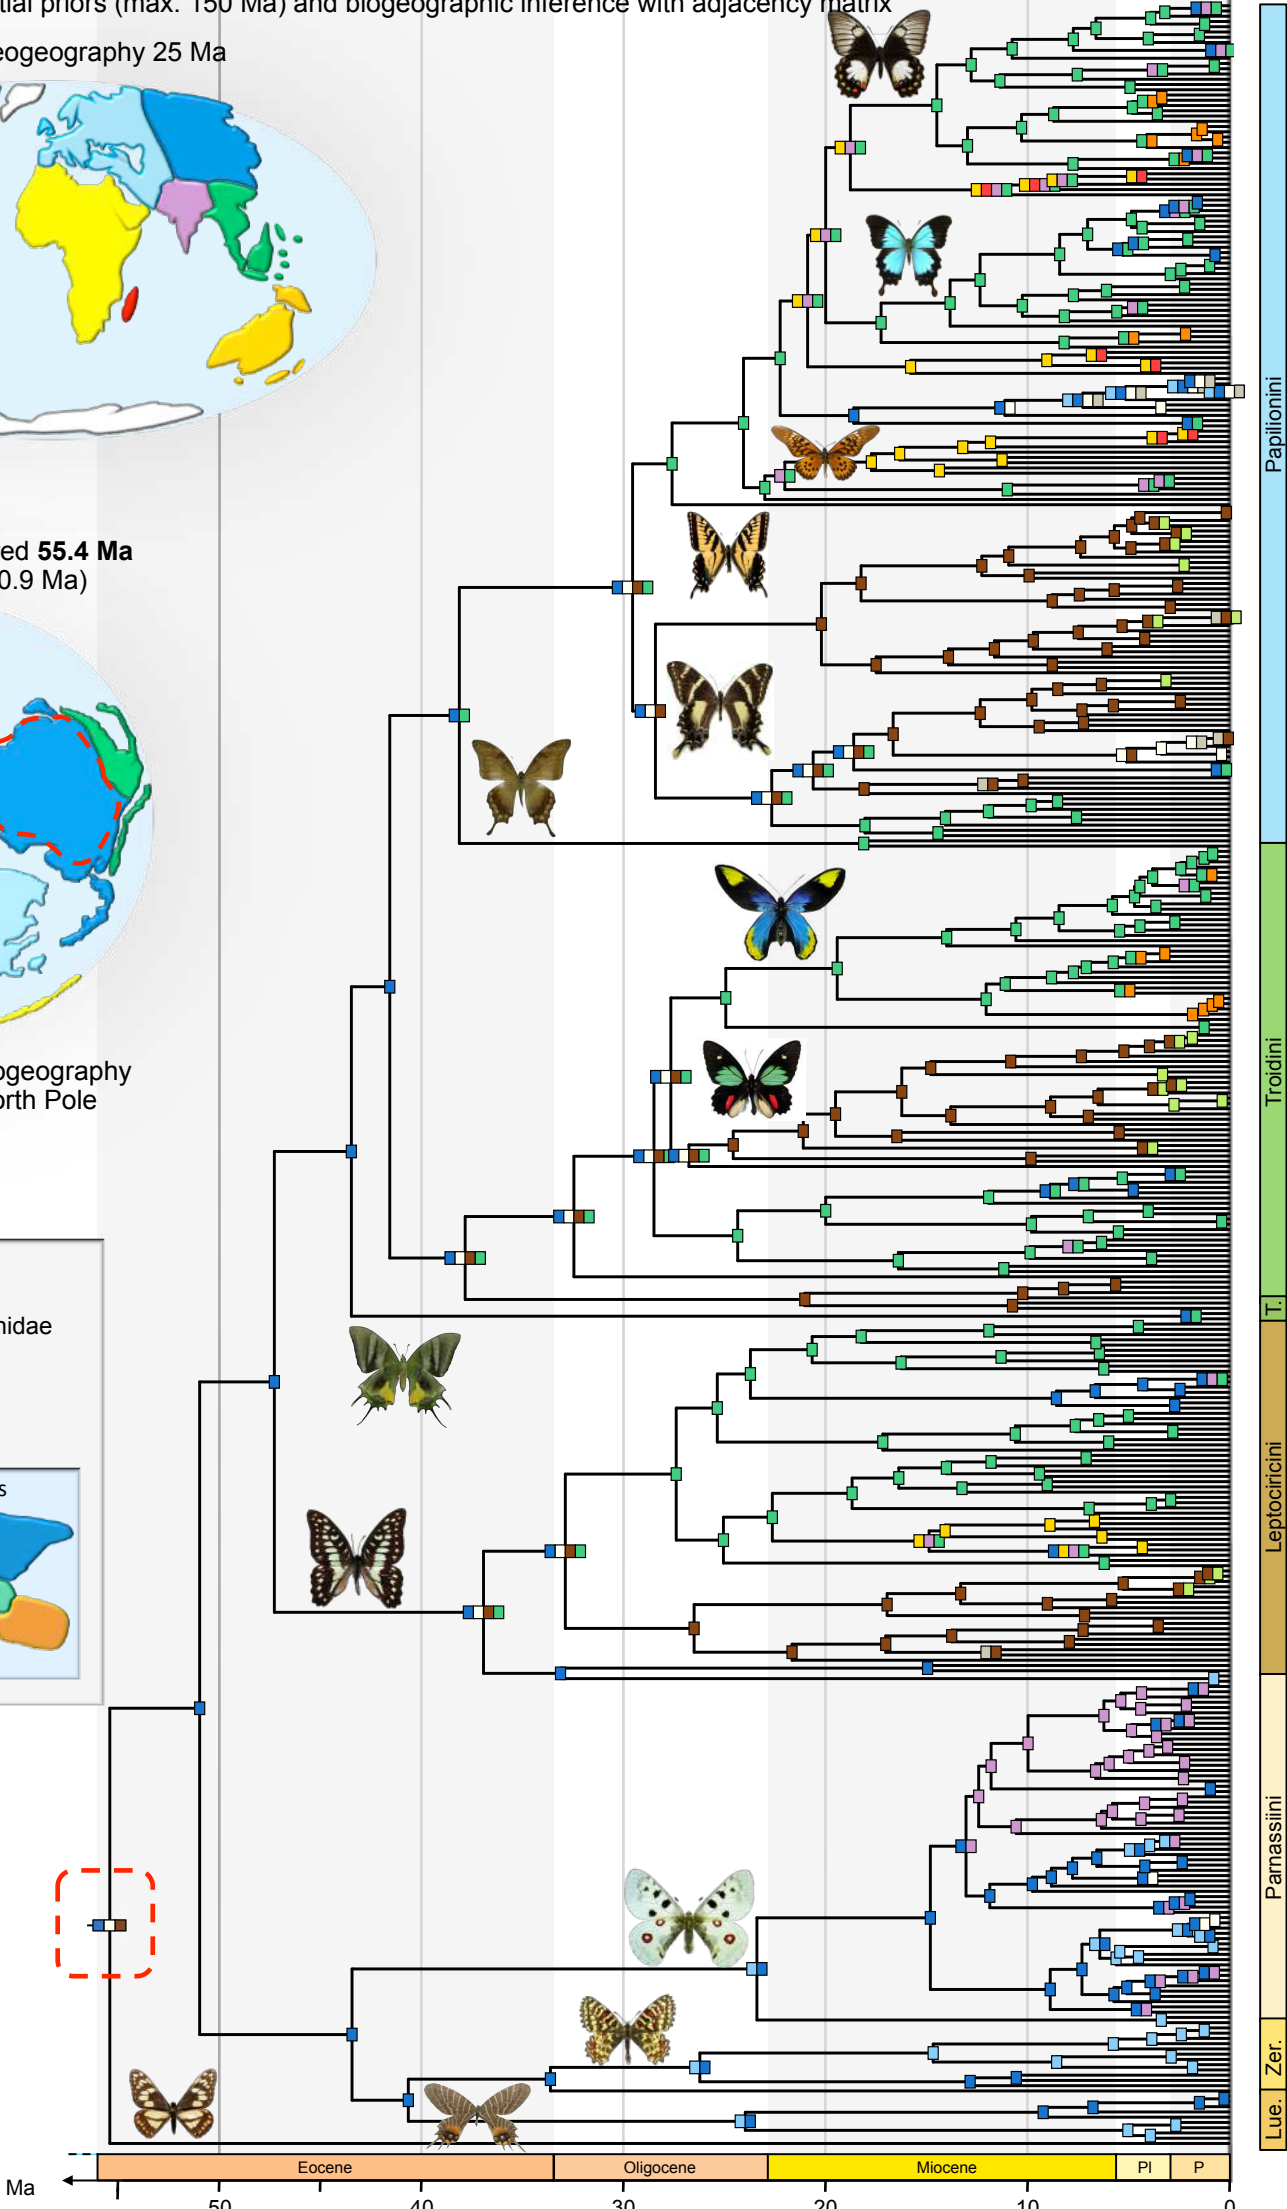 tial priors (max. 150 Ma) and biogeographic inference with adjacency matrix
eogeography 25 Ma
ed 55.4 Ma
0.9 Ma)
ogeography
orth Pole
nidae
s
Papilionini
Troidini
T.
Leptocircini
Parnassiini
Zer.
Lue.
Eocene
Oligocene
Miocene
Pl
P
Ma
50
40
30
20
10
0